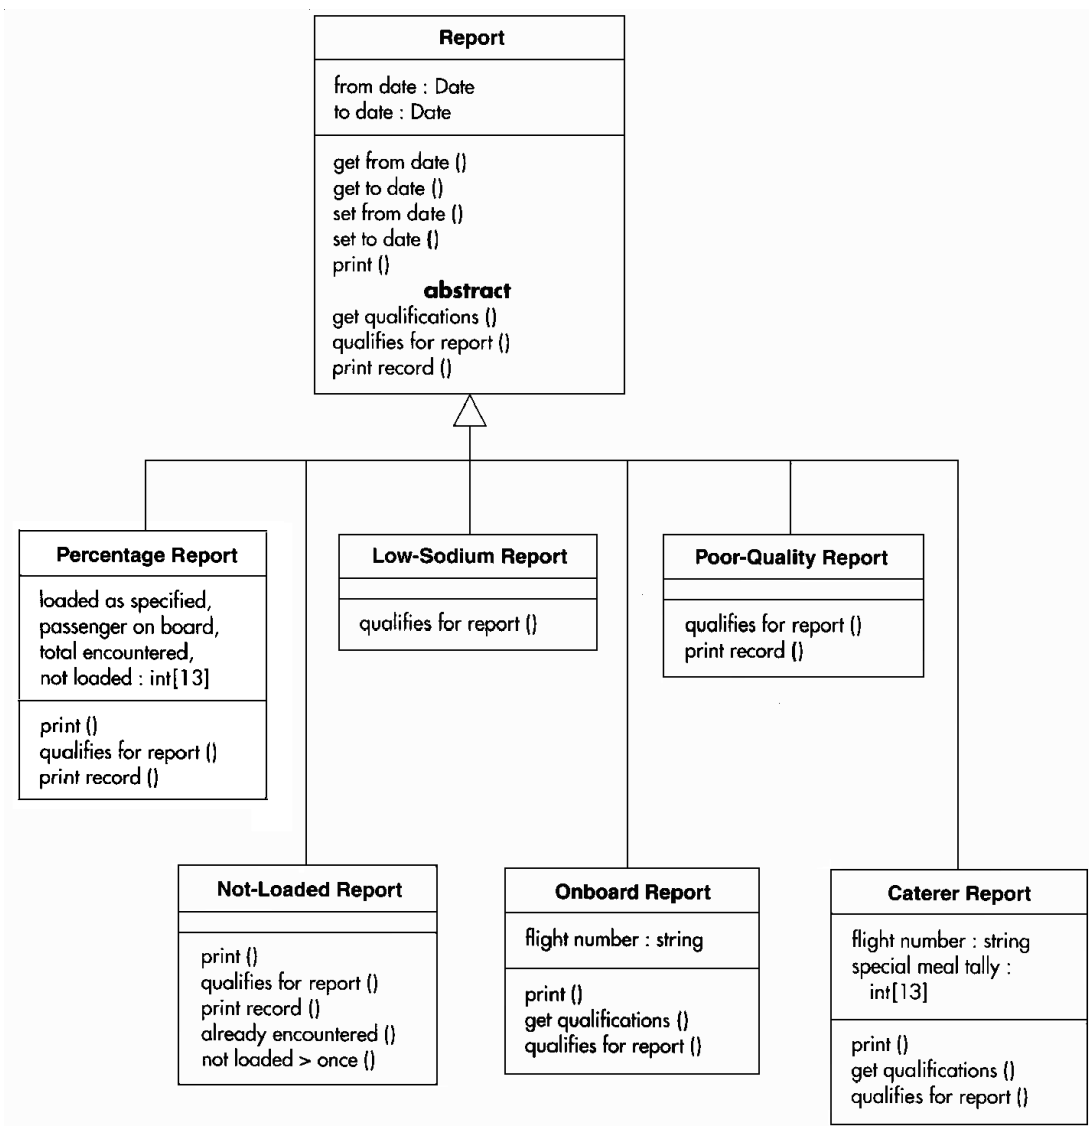 Report
from date : Date
to date : Date
get from date ()
get to date ()
set from date ()
set to date ()
print ()
abstract
get qualifications ()
qualifies for report ()
print record ()
Percentage Report
loaded as specified,
passenger on board,
total encountered,
not loaded : int[13]
print ()
qualifies for report ()
print record ()
Low-Sodium Report
qualifies for report ()
Poor-Quality Report
qualifies for report ()
print record ()
Not-Loaded Report
print ()
qualifies for report ()
print record ()
already encountered ()
not loaded > once ()
Onboard Report
flight number : string
print ()
get qualifications ()
qualifies for report ()
Caterer Report
flight number : string
special meal tally :
int[13]
print ()
get qualifications ()
qualifies for report ()